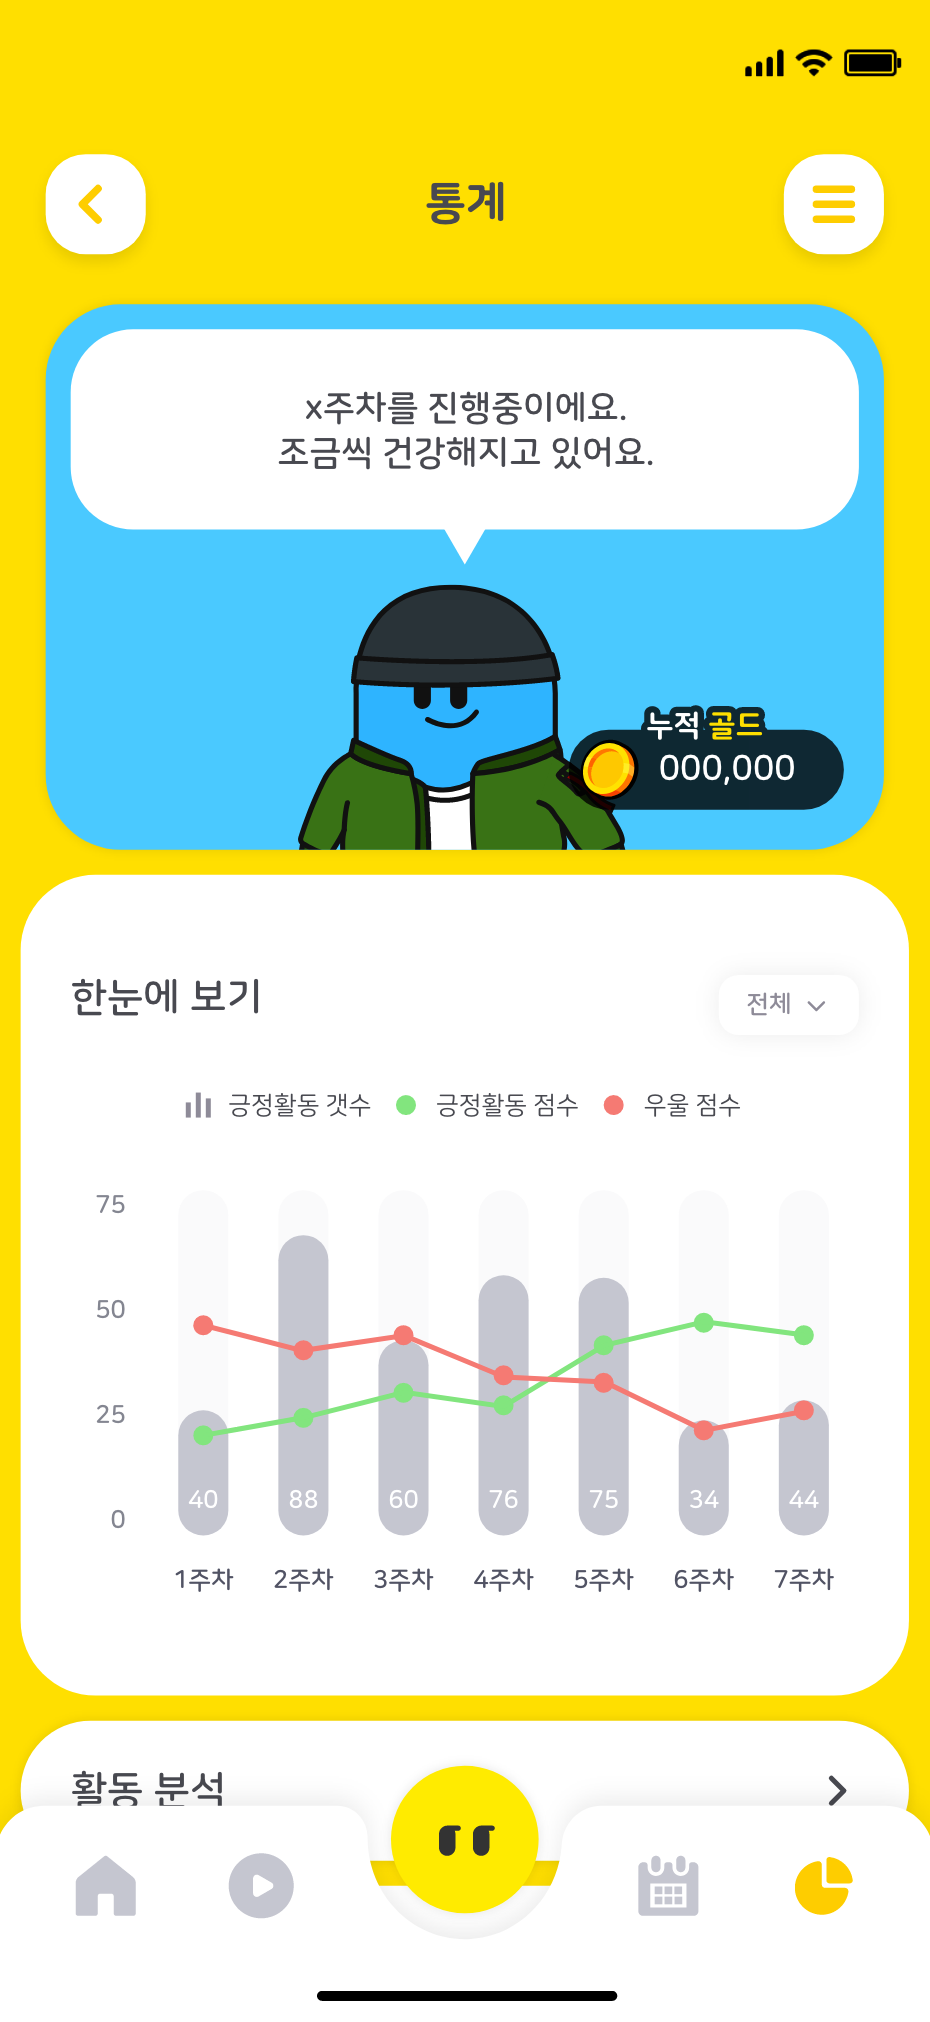 통계
x주차를 진행중이에요.
조금씩 건강해지고 있어요.
누적 골드
000,000
한눈에 보기
전체
긍정활동 갯수 긍정활동 점수 우울 점수
75
50
25
0
40 88 60 76 75 34 44
1주차 2주차 3주차 4주차 5주차 6주차 7주차
활동 분석